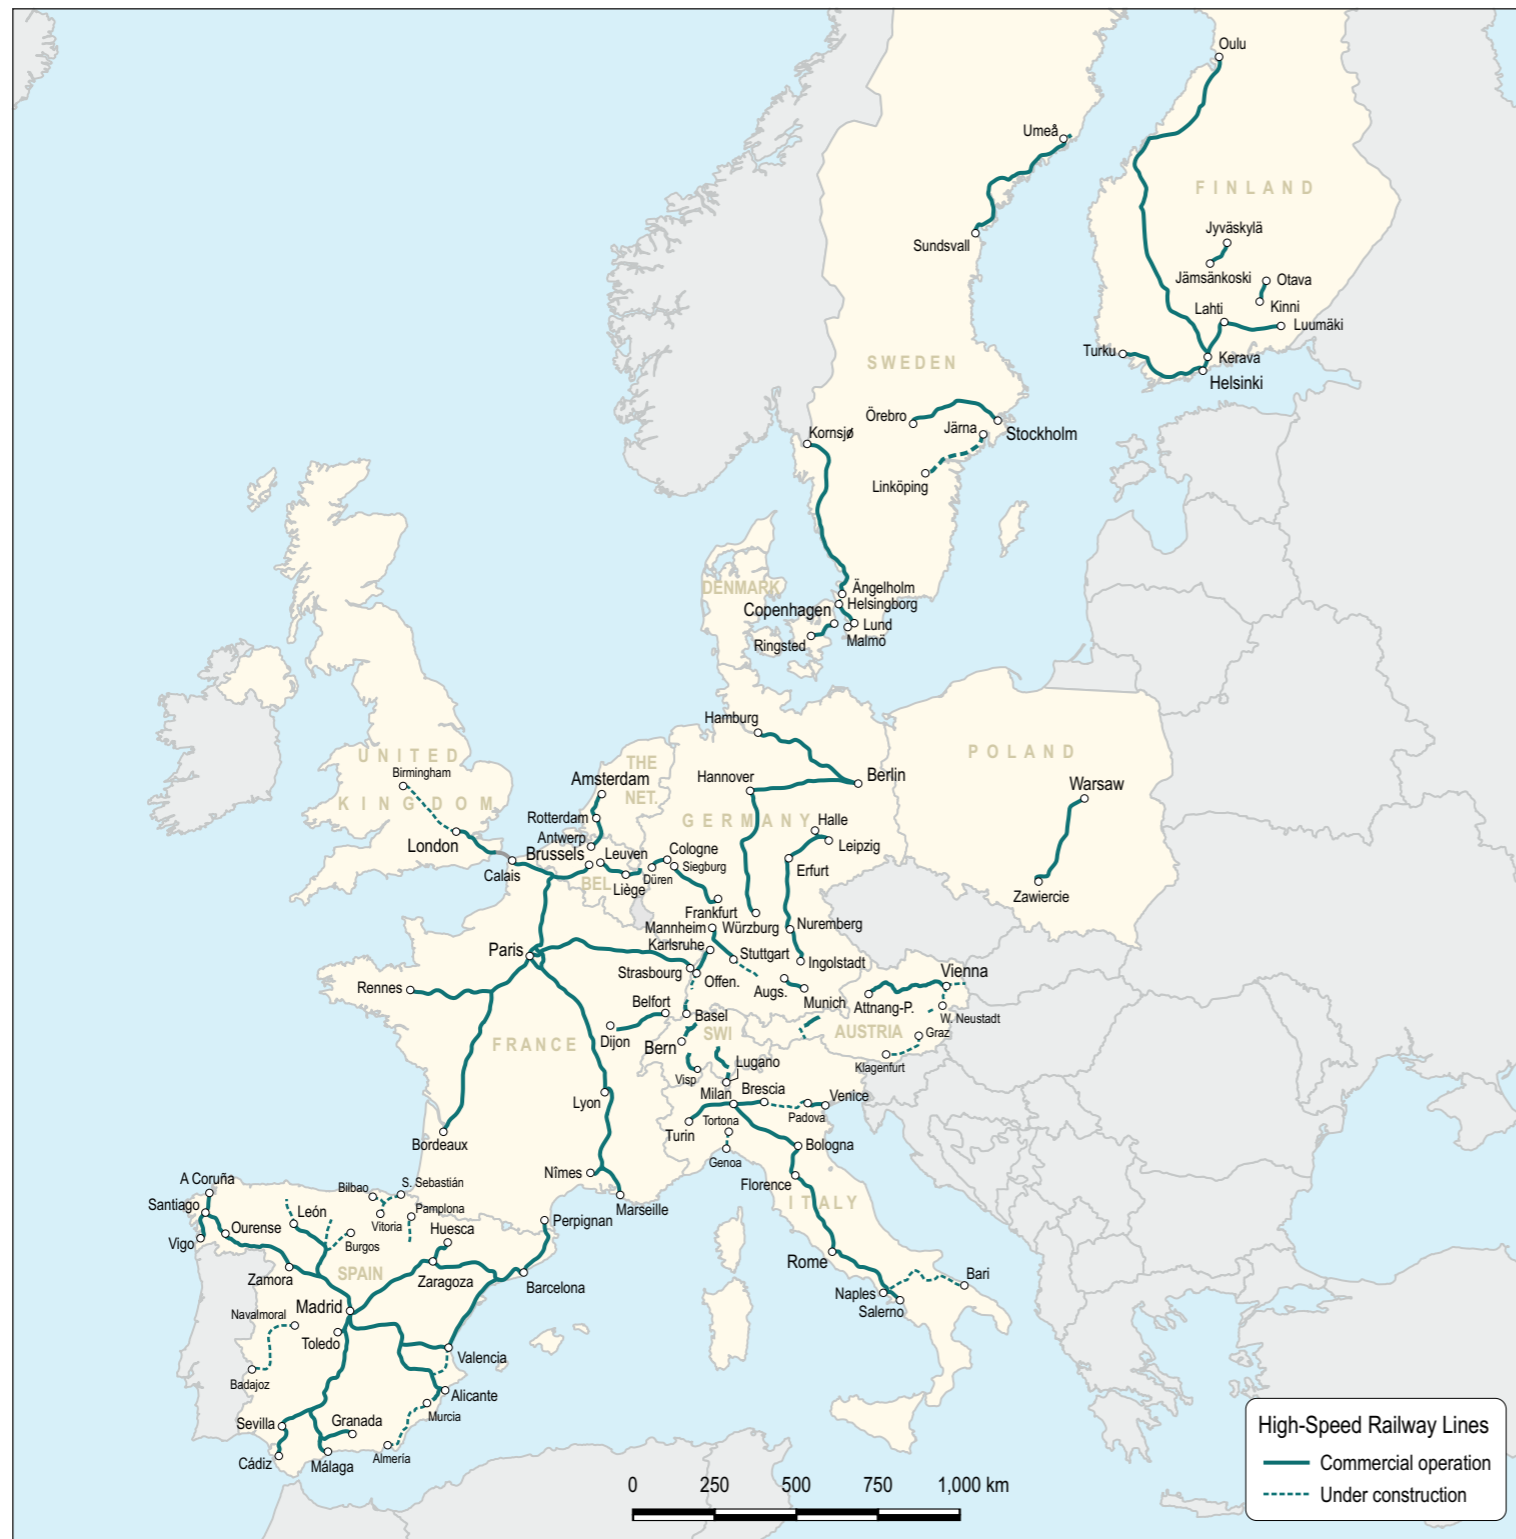 Oulu
Umeå
FINLAND
Jyväskylä
Sundsvall
Jämsänkoski
Otava
Kinni
Lahti
Luumäki
Turku
Kerava
SWEDEN
Helsinki
Örebro
Järna
Kornsjø
Stockholm
Linköping
DENMARK
Ängelholm
Copenhagen
Helsingborg
Lund
Ringsted
Malmö
Hamburg
UNITED
KINGDOM
Birmingham
THE
NET.
Amsterdam
Hannover
Berlin
POLAND
Warsaw
Rotterdam
GERMANY
Halle
Antwerp
Leipzig
London
Brussels
Leuven
Cologne
Siegburg
Erfurt
Calais
BEL
Liège
Düren
Zawiercie
Frankfurt
Mannheim
Würzburg
Nuremberg
Paris
Karlsruhe
Stuttgart
Ingolstadt
Strasbourg
Offen.
Vienna
Rennes
Augs.
Munich
Attnang-P.
Belfort
Basel
W. Neustadt
Dijon
SWI
AUSTRIA
Graz
FRANCE
Bern
Klagenfurt
Lugano
Visp
Milan
Brescia
Venice
Lyon
Padova
Tortona
Turin
Bordeaux
Bologna
Genoa
Nîmes
Florence
A Coruña
Bilbao
S. Sebastián
ITALY
Santiago
León
Vitoria
Pamplona
Marseille
Ourense
Huesca
Perpignan
Vigo
Burgos
Zamora
SPAIN
Zaragoza
Rome
Barcelona
Bari
Madrid
Naples
Navalmoral
Salerno
Toledo
Valencia
Badajoz
Alicante
Murcia
Sevilla
Granada
Cádiz
Málaga
Almería
0 250 500 750 1,000 km
High-Speed Railway Lines
Commercial operation
Under construction